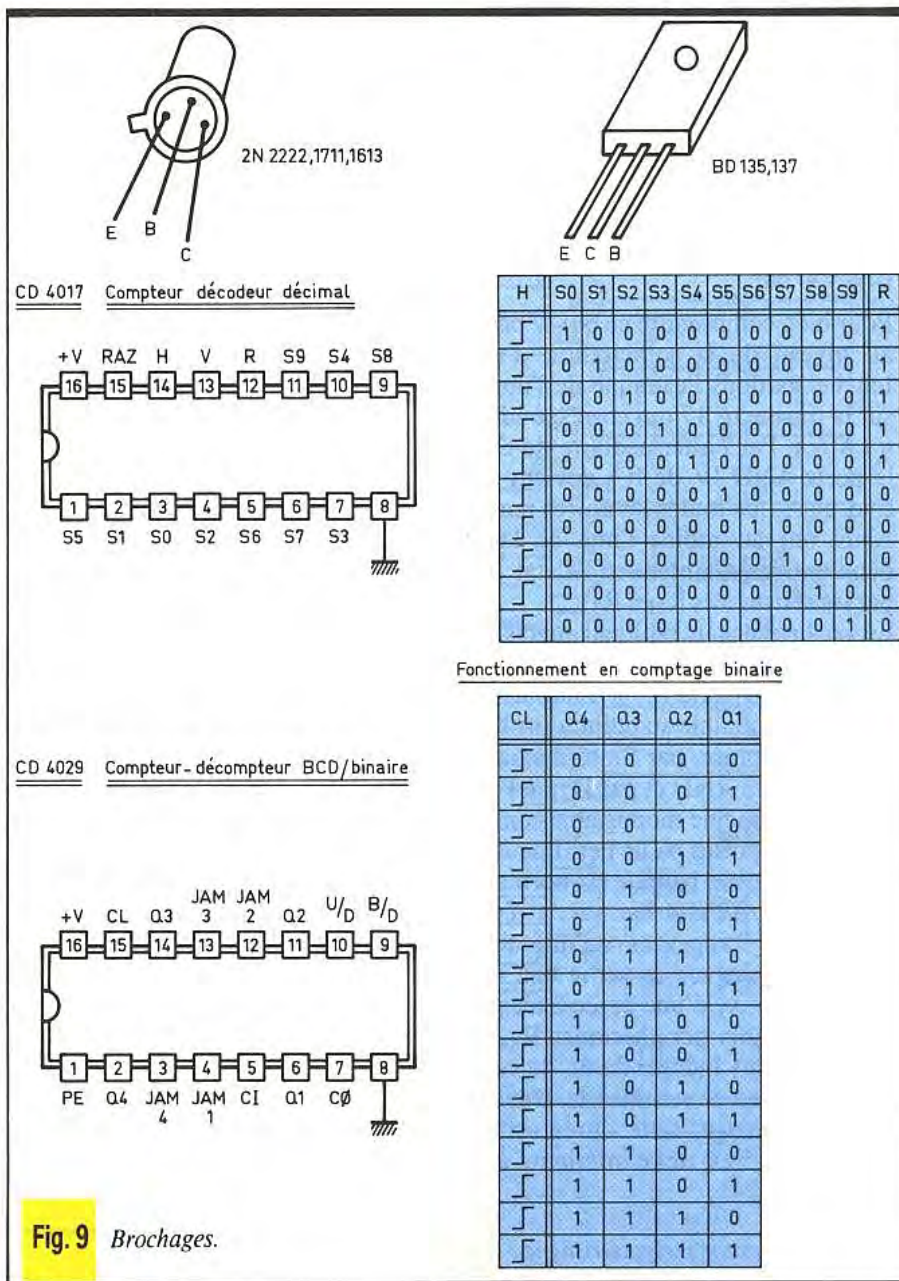 2N 2222,1711,1613
E B C
BD 135,137
E C B
CD 4017 Compteur décodeur décimal
+V RAZ H V R S9 S4 S8
16 15 14 13 12 11 10 9
1 2 3 4 5 6 7 8
S5 S1 S0 S2 S6 S7 S3
H S0 S1 S2 S3 S4 S5 S6 S7 S8 S9 R
1 0 0 0 0 0 0 0 0 0 1
0 1 0 0 0 0 0 0 0 0 1
0 0 1 0 0 0 0 0 0 0 1
0 0 0 1 0 0 0 0 0 0 1
0 0 0 0 1 0 0 0 0 0 1
0 0 0 0 0 1 0 0 0 0 0
0 0 0 0 0 0 1 0 0 0 0
0 0 0 0 0 0 0 1 0 0 0
0 0 0 0 0 0 0 0 1 0 0
0 0 0 0 0 0 0 0 0 1 0
Fonctionnement en comptage binaire
CL Q4 Q3 Q2 Q1
0 0 0 0
0 0 0 1
0 0 1 0
0 0 1 1
0 1 0 0
0 1 0 1
0 1 1 0
0 1 1 1
1 0 0 0
1 0 0 1
1 0 1 0
1 0 1 1
1 1 0 0
1 1 0 1
1 1 1 0
1 1 1 1
CD 4029 Compteur-décompteur BCD/binaire
+V CL Q3 JAM 3 JAM 2 Q2 U/D B/D
16 15 14 13 12 11 10 9
1 2 3 4 5 6 7 8
PE Q4 JAM 4 JAM 1 CI Q1 CØ
Fig. 9 Brochages.